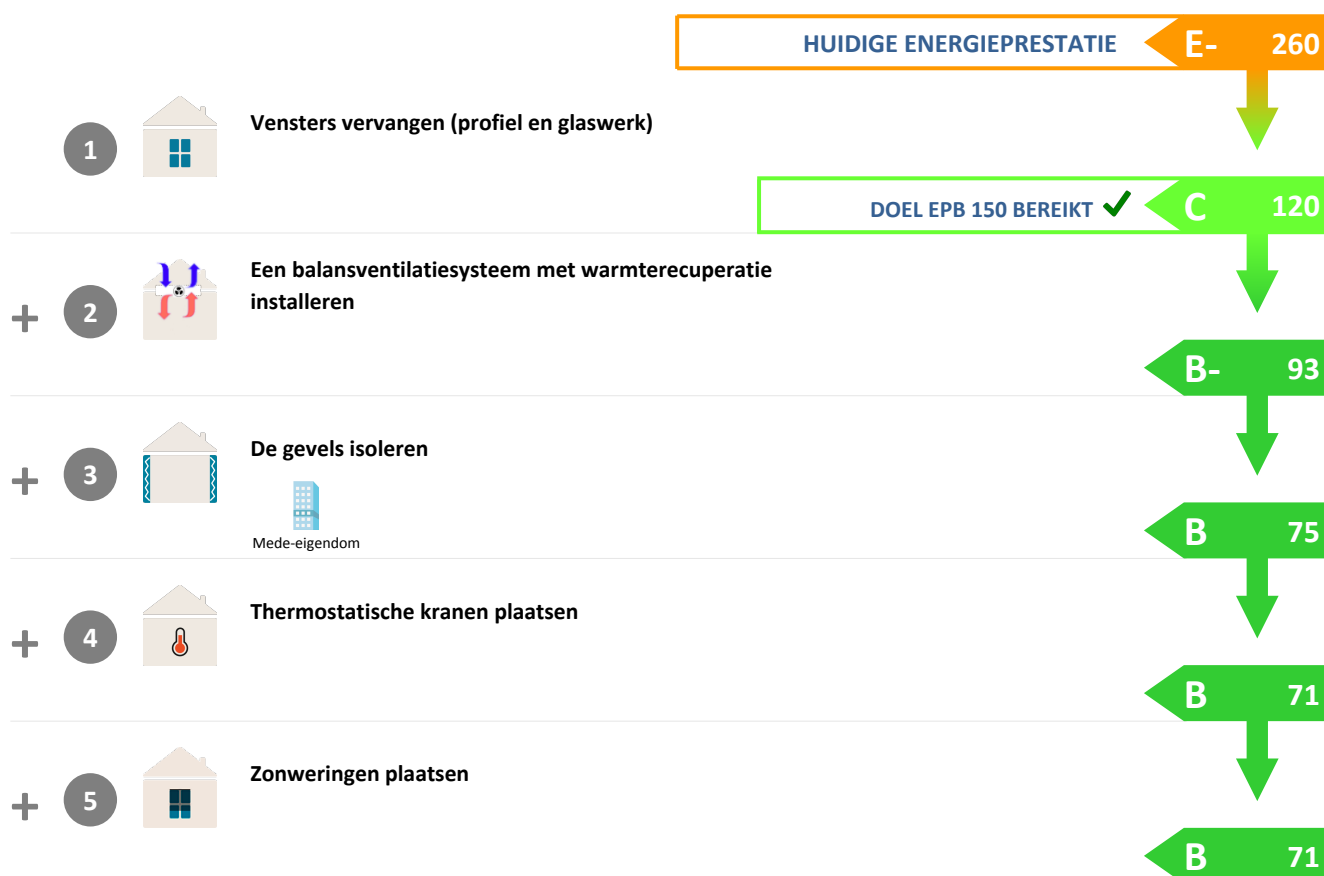 HUIDIGE ENERGIEPRESTATIE E- 260
1 Vensters vervangen (profiel en glaswerk)
DOEL EPB 150 BEREIKT ✔ C 120
+ 2 Een balansventilatiesysteem met warmterecuperatie
installeren
B- 93
+ 3 De gevels isoleren
Mede-eigendom
B 75
+ 4 Thermostatische kranen plaatsen
B 71
+ 5 Zonweringen plaatsen
B 71